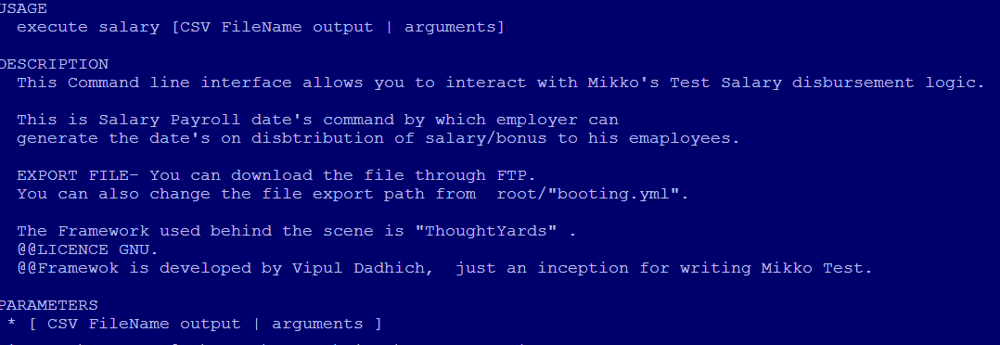 USAGE
execute salary [CSV FileName output | arguments]
DESCRIPTION
This Command line interface allows you to interact with Mikko's Test Salary disbursement logic.
This is Salary Payroll date's command by which employer can
generate the date's on disbtribution of salary/bonus to his emaployees.
EXPORT FILE- You can download the file through FTP.
You can also change the file export path from root/"booting.yml".
The Framework used behind the scene is "ThoughtYards" .
@@LICENCE GNU.
@@Framewok is developed by Vipul Dadhich, just an inception for writing Mikko Test.
PARAMETERS
* [ CSV FileName output | arguments ]